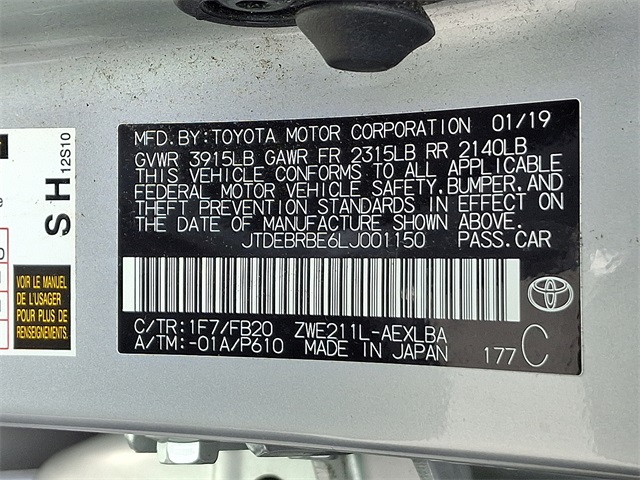 MFD. BY: TOYOTA MOTOR CORPORATION 01/19
GVWR 3915LB GAWR FR 2315LB RR 2140LB
THIS VEHICLE CONFORMS TO ALL APPLICABLE
FEDERAL MOTOR VEHICLE SAFETY, BUMPER, AND
THEFT PREVENTION STANDARDS IN EFFECT ON
THE DATE OF MANUFACTURE SHOWN ABOVE.
JTDEBRBE6LJ001150 PASS. CAR
C/TR: 1F7/FB20 ZWE211L-AEXLBA
A/TM: -01A/P610 MADE IN JAPAN
177 C
SH
12S10
VOIR LE MANUEL
DE L'USAGER
POUR PLUS DE
RENSEIGNEMENTS